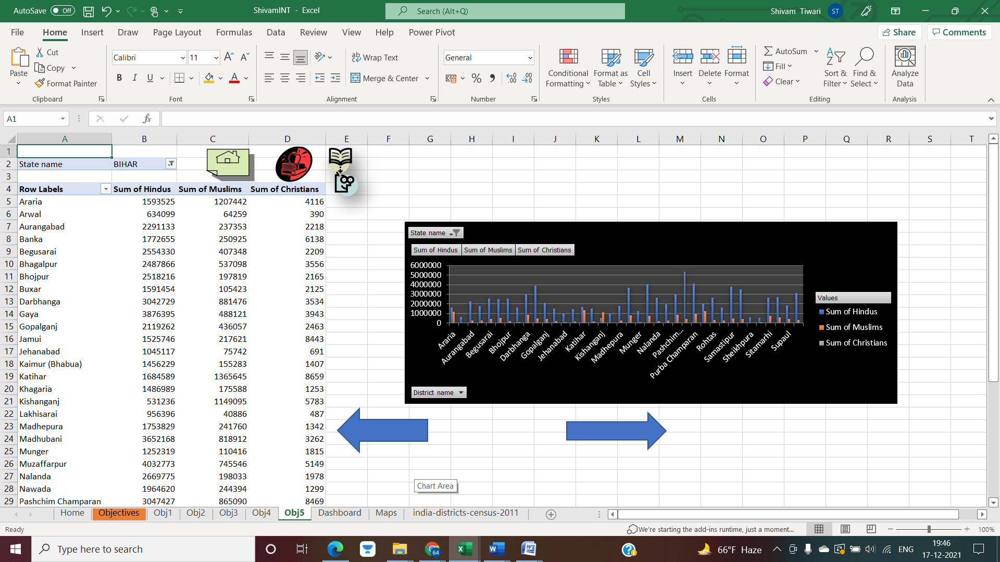 AutoSave Off ShivamINT - Excel Search (Alt+Q) Shivam Tiwari ST
File Home Insert Draw Page Layout Formulas Data Review View Help Power Pivot Share Comments
Paste Cut Copy Format Painter Clipboard
Calibri 11 B I U A A A Font
Wrap Text Merge & Center Alignment
General % Number
Conditional Formatting Format as Table Cell Styles Styles
Insert Delete Format Cells
AutoSum Fill Clear Sort & Filter Find & Select Editing
Analyze Data Analysis
A1 fx
A B C D E F G H I J K L M N O P Q R S T
1
2 State name BIHAR
3
4 Row Labels Sum of Hindus Sum of Muslims Sum of Christians
5 Araria 1593525 1207442 4116
6 Arwal 634099 64259 390
7 Aurangabad 2291133 237353 2218
8 Banka 1772655 250925 6138
9 Begusarai 2554330 407348 2209
10 Bhagalpur 2487866 537098 3556
11 Bhojpur 2518216 197819 2165
12 Buxar 1591454 105423 2125
13 Darbhanga 3042729 881476 3534
14 Gaya 3876395 488121 3943
15 Gopalganj 2119262 436057 2463
16 Jamui 1525746 217621 8443
17 Jehanabad 1045117 75742 691
18 Kaimur (Bhabua) 1456229 155283 1407
19 Katihar 1684589 1365645 8659
20 Khagaria 1486989 175588 1253
21 Kishanganj 531236 1149095 5783
22 Lakhisarai 956396 40886 487
23 Madhepura 1753829 241760 1342
24 Madhubani 3652168 818912 3262
25 Munger 1252319 110416 1815
26 Muzaffarpur 4032773 745546 5149
27 Nalanda 2669775 198033 1978
28 Nawada 1964620 244394 1299
29 Pashchim Champaran 3047427 865090 8469
State name
Sum of Hindus Sum of Muslims Sum of Christians
6000000
5000000
4000000
3000000
2000000
1000000
0
Araria Aurangabad Begusarai Bhojpur Darbhanga Gopalganj Jehanabad Katihar Kishanganj Madhepura Munger Nalanda Pashchim... Purba Champaran Rohtas Samastipur Sheikhpura Sitamarhi Supaul
Values
Sum of Hindus
Sum of Muslims
Sum of Christians
District name
Chart Area
Home Objectives Obj1 Obj2 Obj3 Obj4 Obj5 Dashboard Maps india-districts-census-2011
Ready We're starting the add-ins runtime, just a moment... 100%
Type here to search 64 66°F Haze ENG 19:46
17-12-2021